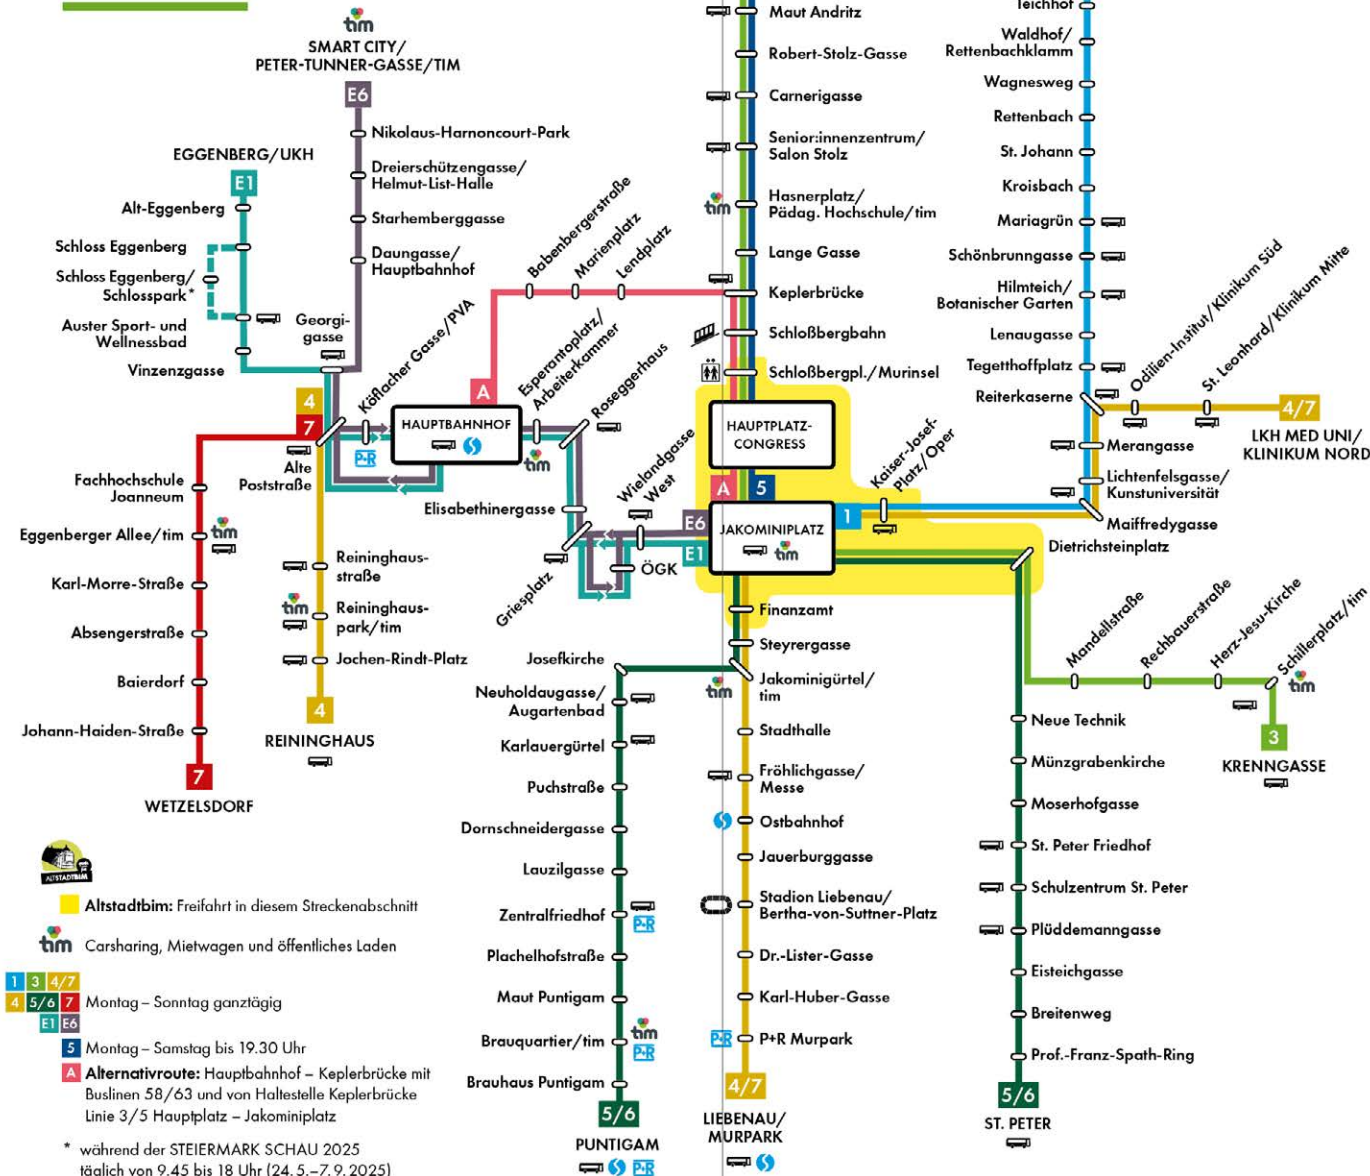 tim
SMART CITY/
PETER-TUNNER-GASSE/TIM
E6
Nikolaus-Harnoncourt-Park
Dreierschützengasse/
Helmut-List-Halle
Starhemberggasse
Daungasse/
Hauptbahnhof
Georgi-
gasse
EGGENBERG/UKH
E1
Alt-Eggenberg
Schloss Eggenberg
Schloss Eggenberg/
Schlosspark*
Auster Sport- und
Wellnessbad
Vinzenzgasse
4
7
Köflacher Gasse/PVA
P+R
A
HAUPTBAHNHOF
Babenbergerstraße
Marienplatz
Lendplatz
Esperantoplatz/
Arbeiterkammer
tim
Roseggerhaus
Alte
Poststraße
Fachhochschule
Joanneum
Eggenberger Allee/tim
tim
Karl-Morre-Straße
Absengerstraße
Baierdorf
Johann-Haiden-Straße
7
WETZELSDORF
Reininghaus-
straße
tim
Reininghaus-
park/tim
Jochen-Rindt-Platz
4
REININGHAUS
Elisabethinergasse
Griesplatz
Wielandgasse
West
ÖGK
E6
E1
Maut Andritz
Robert-Stolz-Gasse
Carnerigasse
Senior:innenzentrum/
Salon Stolz
tim
Hasnerplatz/
Pädag. Hochschule/tim
Lange Gasse
Keplerbrücke
Schloßbergbahn
Schloßbergpl./Murinsel
HAUPTPLATZ-
CONGRESS
A
5
JAKOMINIPLATZ
tim
1
Kaiser-Josef-
Platz/Oper
Teichhof
Waldhof/
Rettenbachklamm
Wagnesweg
Rettenbach
St. Johann
Kroisbach
Mariagrün
Schönbrunngasse
Hilmteich/
Botanischer Garten
Lenaugasse
Tegetthoffplatz
Reiterkaserne
Odilien-Institut/Klinikum Süd
St. Leonhard/Klinikum Mitte
4/7
LKH MED UNI/
KLINIKUM NORD
Merangasse
Lichtenfelsgasse/
Kunstuniversität
Maiffredygasse
Dietrichsteinplatz
Mandellstraße
Rechbauerstraße
Herz-Jesu-Kirche
Schillerplatz/tim
tim
3
KRENNGASSE
Neue Technik
Münzgrabenkirche
Moserhofgasse
St. Peter Friedhof
Schulzentrum St. Peter
Plüddemanngasse
Eisteichgasse
Breitenweg
Prof.-Franz-Spath-Ring
5/6
ST. PETER
Finanzamt
Steyrergasse
tim
Jakominigürtel/
tim
Stadthalle
Fröhlichgasse/
Messe
Ostbahnhof
Jauerburggasse
Stadion Liebenau/
Bertha-von-Suttner-Platz
Dr.-Lister-Gasse
Karl-Huber-Gasse
P+R
P+R Murpark
4/7
LIEBENAU/
MURPARK
Josefkirche
Neuholdaugasse/
Augartenbad
Karlauergürtel
Puchstraße
Dornschneidergasse
Lauzilgasse
Zentralfriedhof
P+R
Plachelhofstraße
Maut Puntigam
Brauquartier/tim
tim
P+R
Brauhaus Puntigam
5/6
PUNTIGAM
P+R
ALTSTADTBIM
Altstadtbim: Freifahrt in diesem Streckenabschnitt
tim Carsharing, Mietwagen und öffentliches Laden
1 3 4/7
4 5/6 7 Montag – Sonntag ganztägig
E1 E6
5 Montag – Samstag bis 19.30 Uhr
A Alternativroute: Hauptbahnhof – Keplerbrücke mit
Buslinen 58/63 und von Haltestelle Keplerbrücke
Linie 3/5 Hauptplatz – Jakominiplatz
* während der STEIERMARK SCHAU 2025
täglich von 9.45 bis 18 Uhr (24.5.–7.9.2025)